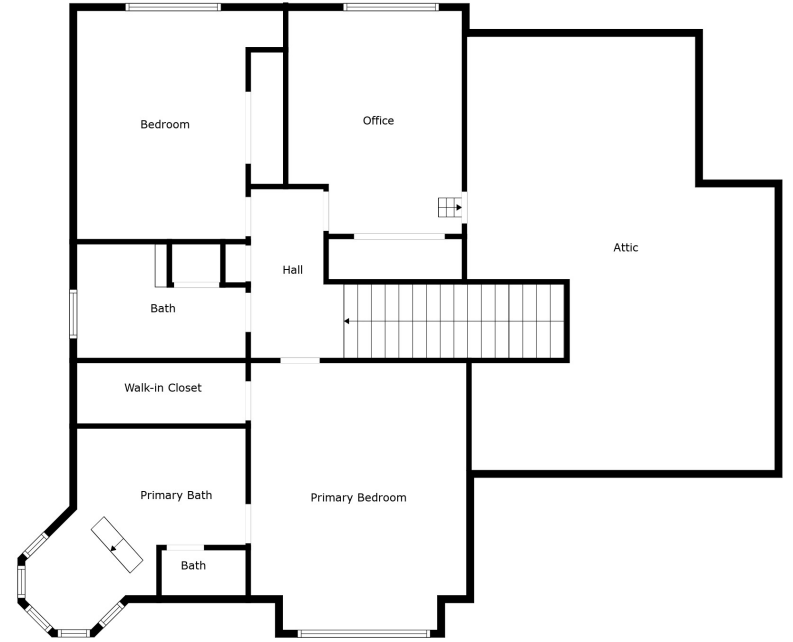 Bedroom
Office
Attic
Hall
Bath
Walk-in Closet
Primary Bath
Primary Bedroom
Bath